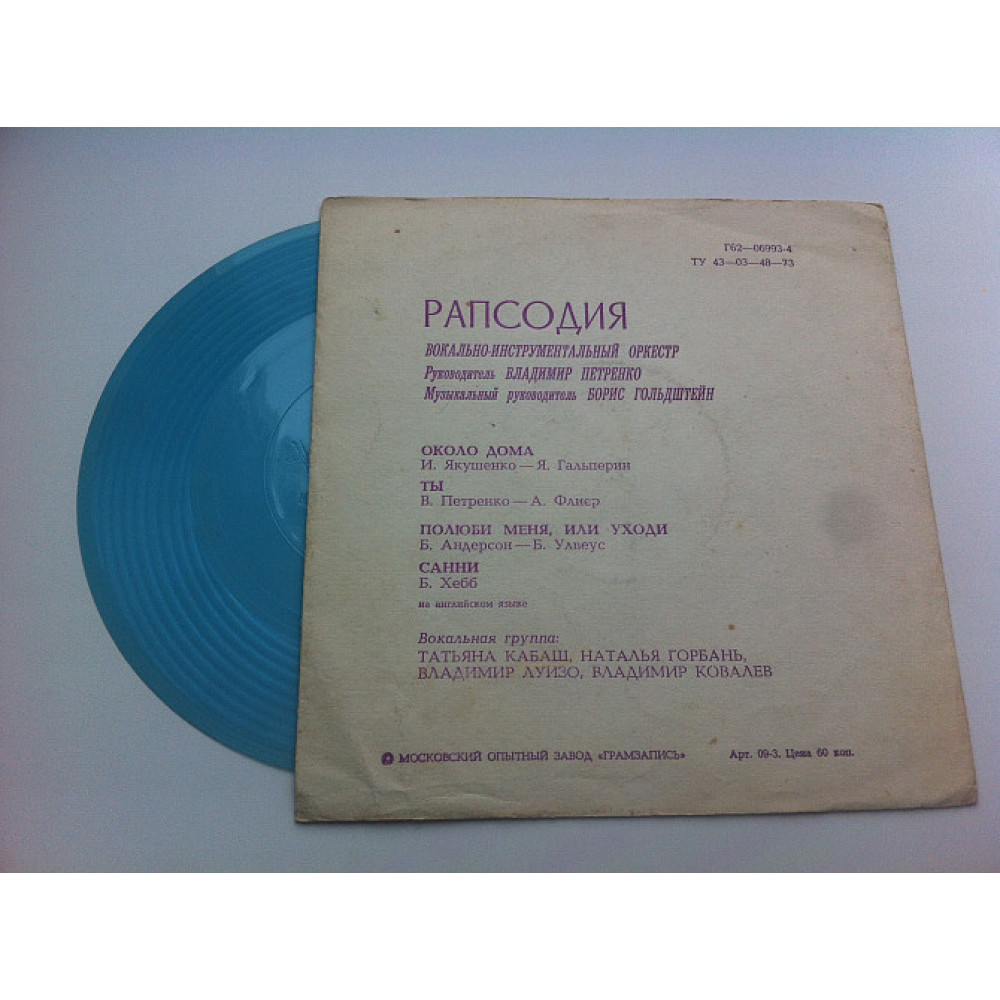 Г62—06993-4
ТУ 43—03—48—73
РАПСОДИЯ
ВОКАЛЬНО-ИНСТРУМЕНТАЛЬНЫЙ ОРКЕСТР
Руководитель ВЛАДИМИР ПЕТРЕНКО
Музыкальный руководитель БОРИС ГОЛЬДШТЕЙН
ОКОЛО ДОМА
И. Якушенко — Я. Гальперин
ТЫ
В. Петренко — А. Флиер
ПОЛЮБИ МЕНЯ, ИЛИ УХОДИ
Б. Андерсон — Б. Ульеус
САННИ
Б. Хебб
на английском языке
Вокальная группа:
ТАТЬЯНА КАБАШ, НАТАЛЬЯ ГОРБАНЬ,
ВЛАДИМИР ЛУИЗО, ВЛАДИМИР КОВАЛЕВ
МОСКОВСКИЙ ОПЫТНЫЙ ЗАВОД «ГРАМЗАПИСЬ» Арт. 09-3. Цена 60 коп.